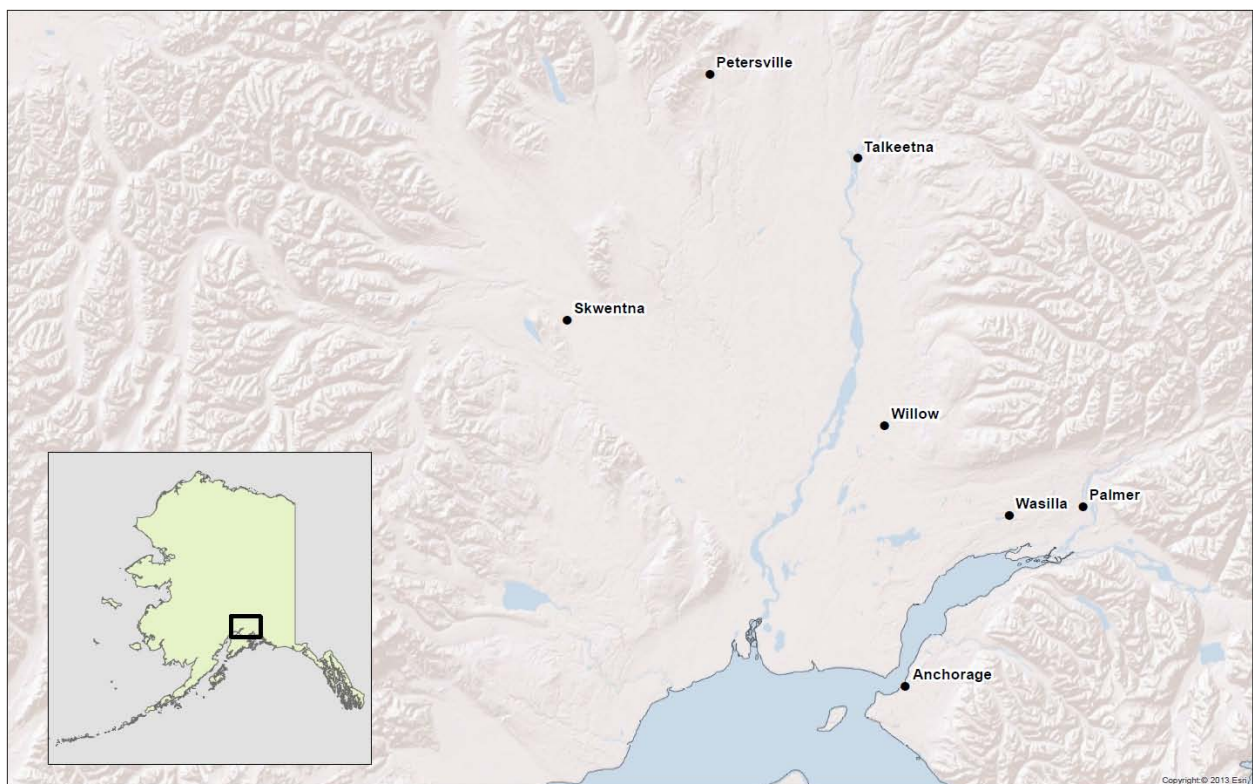 Petersville
Talkeetna
Skwentna
Willow
Wasilla
Palmer
Anchorage
Copyright:© 2013 Esri